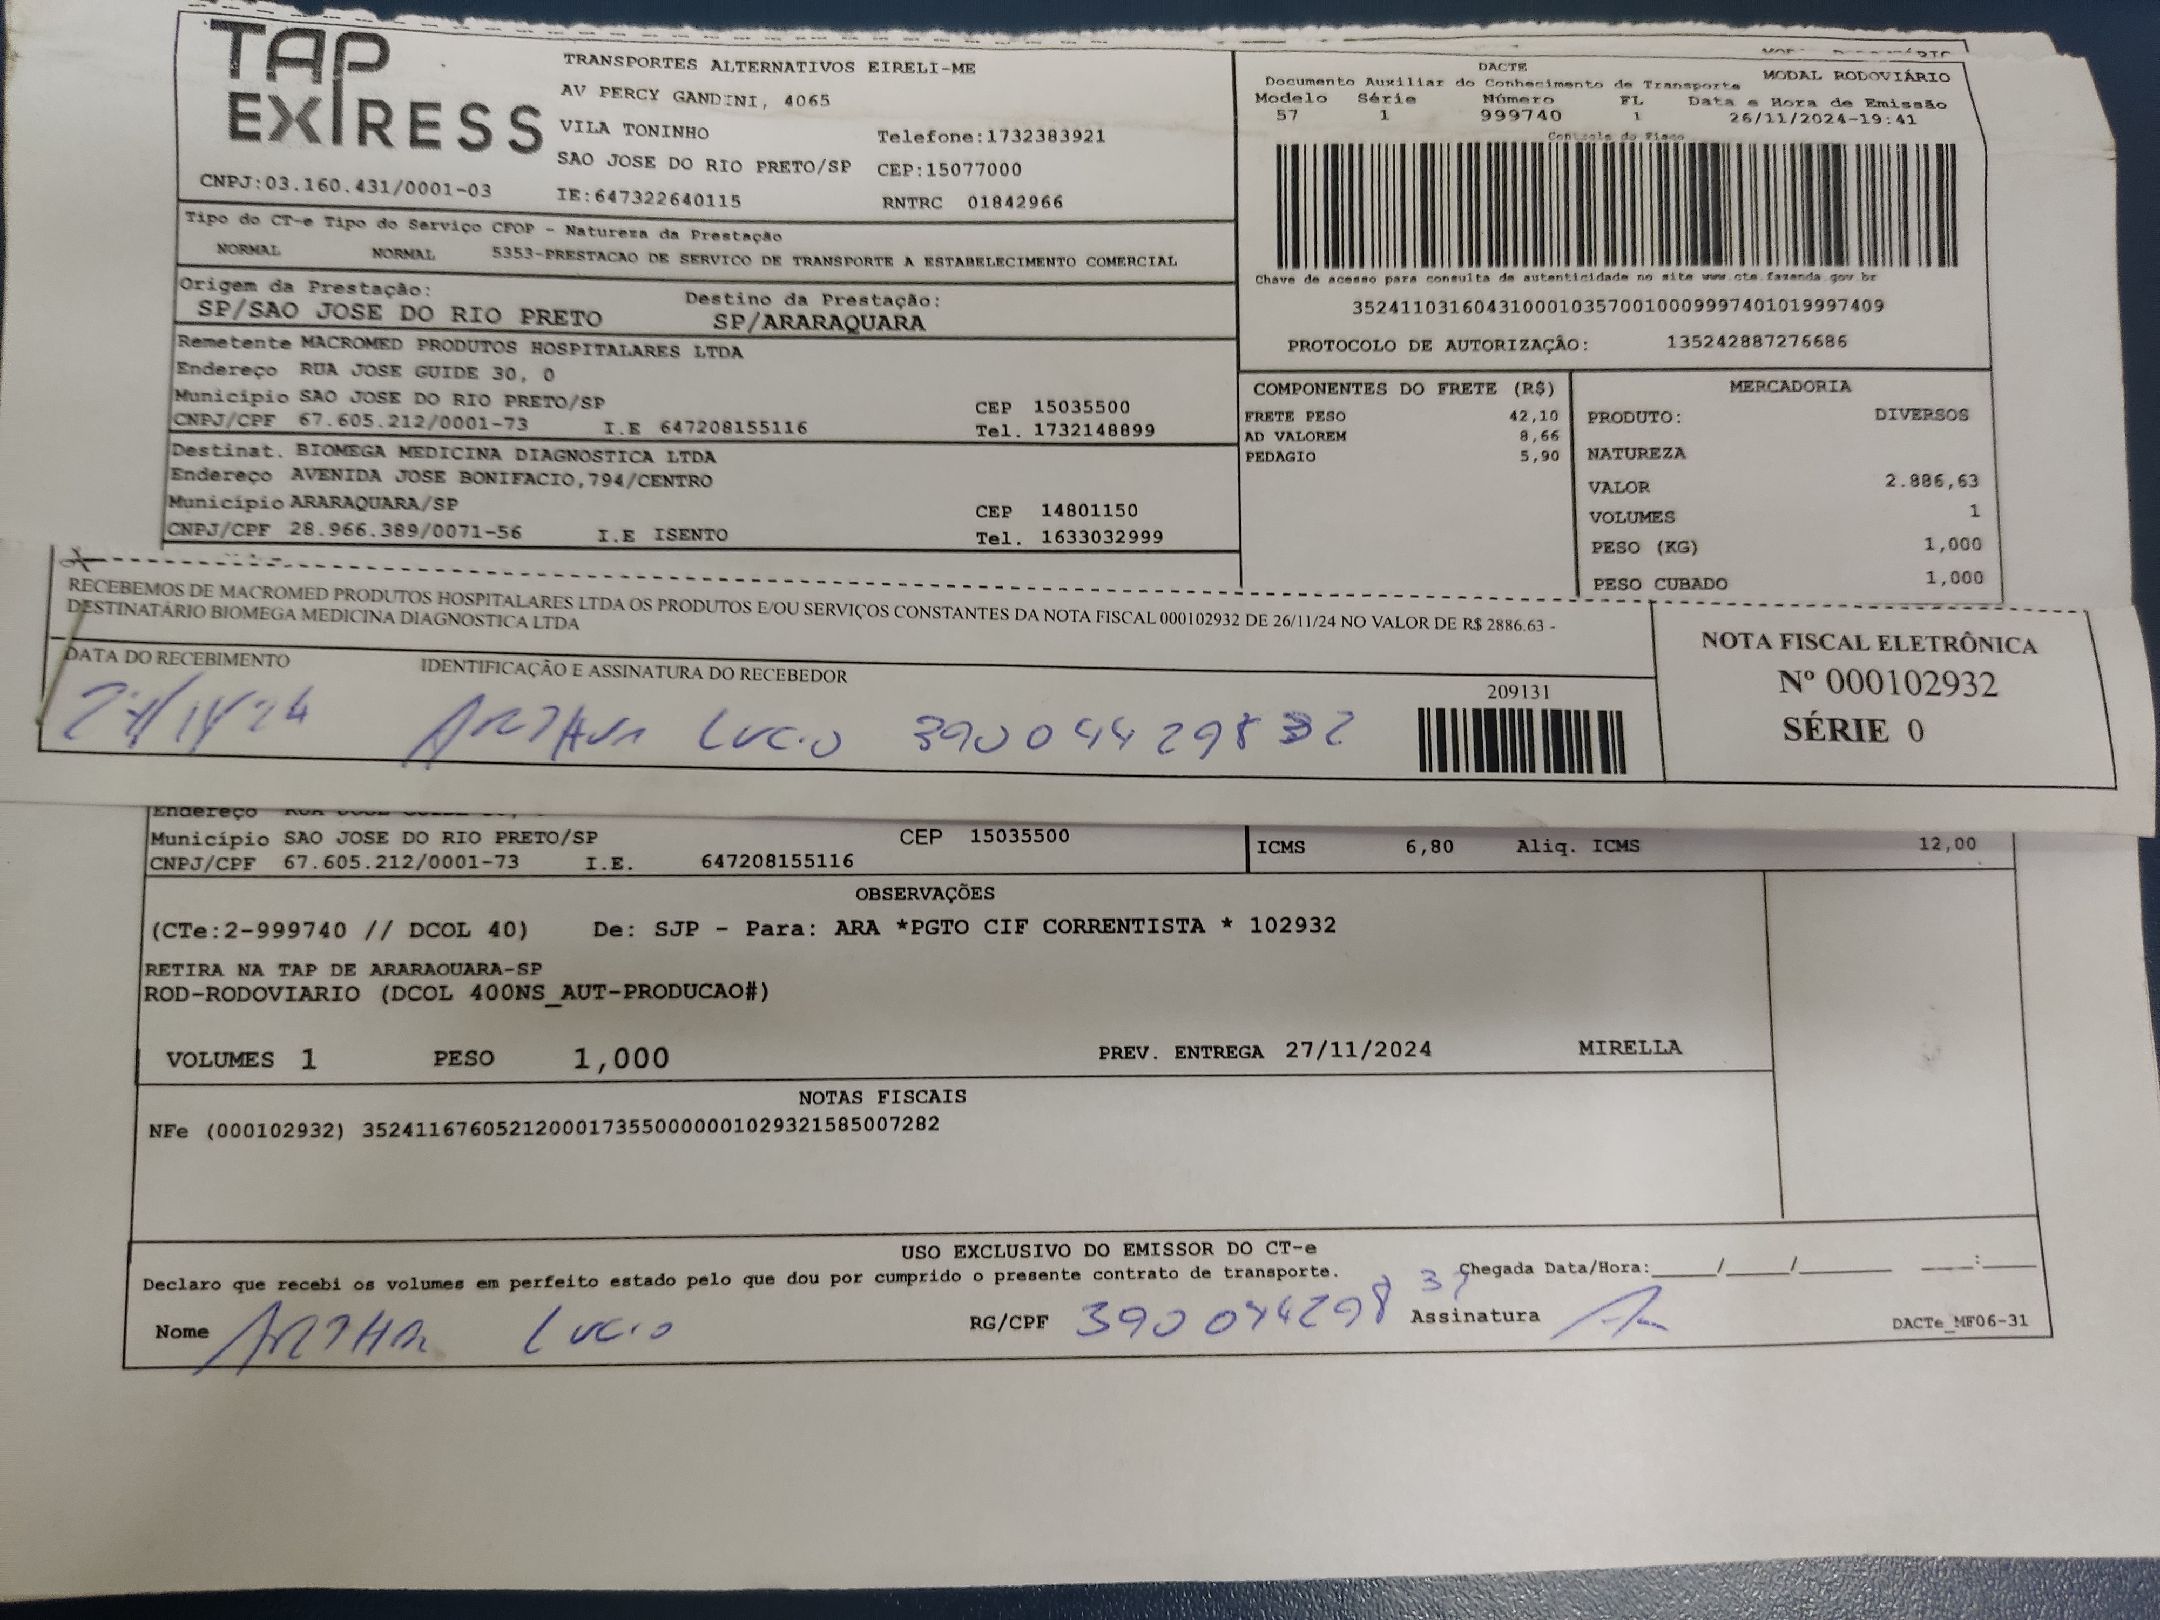 TAP EXPRESS
TRANSPORTES ALTERNATIVOS EIRELI-ME
AV PERCY GANDINI, 4065
VILA TONINHO Telefone:1732383921
SAO JOSE DO RIO PRETO/SP CEP:15077000
CNPJ:03.160.431/0001-03 IE:647322640115 RNTRC 01842966
DACTE
Documento Auxiliar do Conhecimento de Transporte MODAL RODOVIÁRIO
Modelo Série Número FL Data e Hora de Emissão
57 1 999740 1 26/11/2024-19:41
Controle do Fisco
Chave de acesso para consulta de autenticidade no site www.cte.fazenda.gov.br
35241103160431000103570010009997401019997409
PROTOCOLO DE AUTORIZAÇÃO: 135242887276686
Tipo do CT-e Tipo do Serviço CFOP - Natureza da Prestação
NORMAL NORMAL 5353-PRESTACAO DE SERVICO DE TRANSPORTE A ESTABELECIMENTO COMERCIAL
Origem da Prestação: Destino da Prestação:
SP/SAO JOSE DO RIO PRETO SP/ARARAQUARA
Remetente MACROMED PRODUTOS HOSPITALARES LTDA
Endereço RUA JOSE GUIDE 30, 0
Município SAO JOSE DO RIO PRETO/SP CEP 15035500
CNPJ/CPF 67.605.212/0001-73 I.E 647208155116 Tel. 1732148899
Destinat. BIOMEGA MEDICINA DIAGNOSTICA LTDA
Endereço AVENIDA JOSE BONIFACIO,794/CENTRO
Município ARARAQUARA/SP CEP 14801150
CNPJ/CPF 28.966.389/0071-56 I.E ISENTO Tel. 1633032999
COMPONENTES DO FRETE (R$)
FRETE PESO 42,10
AD VALOREM 8,66
PEDAGIO 5,90
MERCADORIA
PRODUTO: DIVERSOS
NATUREZA
VALOR 2.886,63
VOLUMES 1
PESO (KG) 1,000
PESO CUBADO 1,000
RECEBEMOS DE MACROMED PRODUTOS HOSPITALARES LTDA OS PRODUTOS E/OU SERVIÇOS CONSTANTES DA NOTA FISCAL 000102932 DE 26/11/24 NO VALOR DE R$ 2886.63 -
DESTINATÁRIO BIOMEGA MEDICINA DIAGNOSTICA LTDA
DATA DO RECEBIMENTO IDENTIFICAÇÃO E ASSINATURA DO RECEBEDOR
27/11/24 Arthur Lucio 39004429832
209131
NOTA FISCAL ELETRÔNICA
Nº 000102932
SÉRIE 0
Endereço
Município SAO JOSE DO RIO PRETO/SP CEP 15035500
CNPJ/CPF 67.605.212/0001-73 I.E. 647208155116
ICMS 6,80 Aliq. ICMS 12,00
OBSERVAÇÕES
(CTe:2-999740 // DCOL 40) De: SJP - Para: ARA *PGTO CIF CORRENTISTA * 102932
RETIRA NA TAP DE ARARAQUARA-SP
ROD-RODOVIARIO (DCOL 400NS_AUT-PRODUCAO#)
VOLUMES 1 PESO 1,000 PREV. ENTREGA 27/11/2024 MIRELLA
NOTAS FISCAIS
NFe (000102932) 35241167605212000173550000001029321585007282
USO EXCLUSIVO DO EMISSOR DO CT-e
Declaro que recebi os volumes em perfeito estado pelo que dou por cumprido o presente contrato de transporte. Chegada Data/Hora:____/____/______ ____:____
Nome Arthur Lucio RG/CPF 390044298 Assinatura
DACTe_MF06-31